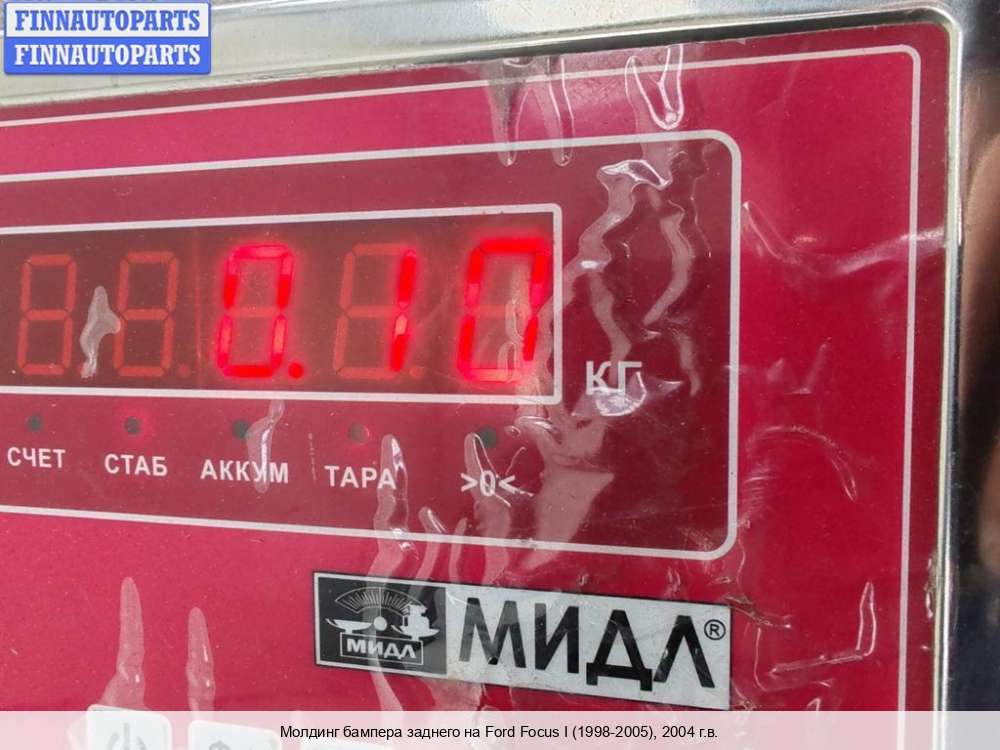 FINNAUTOPARTS
FINNAUTOPARTS
0.10
КГ
СЧЕТ СТАБ АККУМ ТАРА >0<
МИДЛ МИДЛ®
Молдинг бампера заднего на Ford Focus I (1998-2005), 2004 г.в.